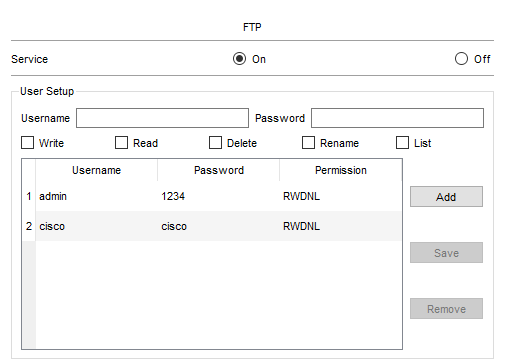 FTP
Service On Off
User Setup
Username Password
Write Read Delete Rename List
Username Password Permission
1 admin 1234 RWDNL
Add
2 cisco cisco RWDNL
Save
Remove